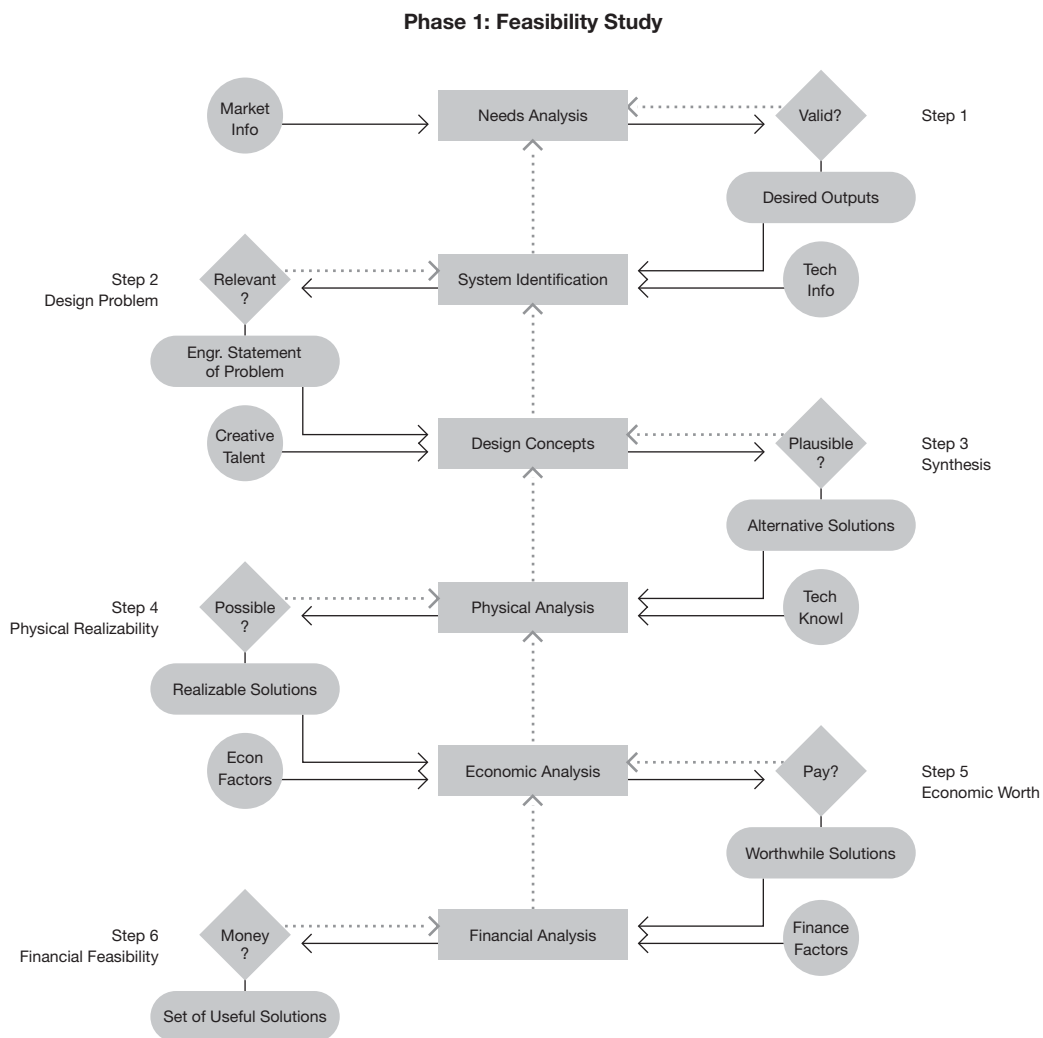 Phase 1: Feasibility Study
Market
Info
Needs Analysis
Valid?
Step 1
Desired Outputs
Step 2
Design Problem
Relevant
?
System Identification
Tech
Info
Engr. Statement
of Problem
Creative
Talent
Design Concepts
Plausible
?
Step 3
Synthesis
Alternative Solutions
Step 4
Physical Realizability
Possible
?
Physical Analysis
Tech
Knowl
Realizable Solutions
Econ
Factors
Economic Analysis
Pay?
Step 5
Economic Worth
Worthwhile Solutions
Step 6
Financial Feasibility
Money
?
Financial Analysis
Finance
Factors
Set of Useful Solutions